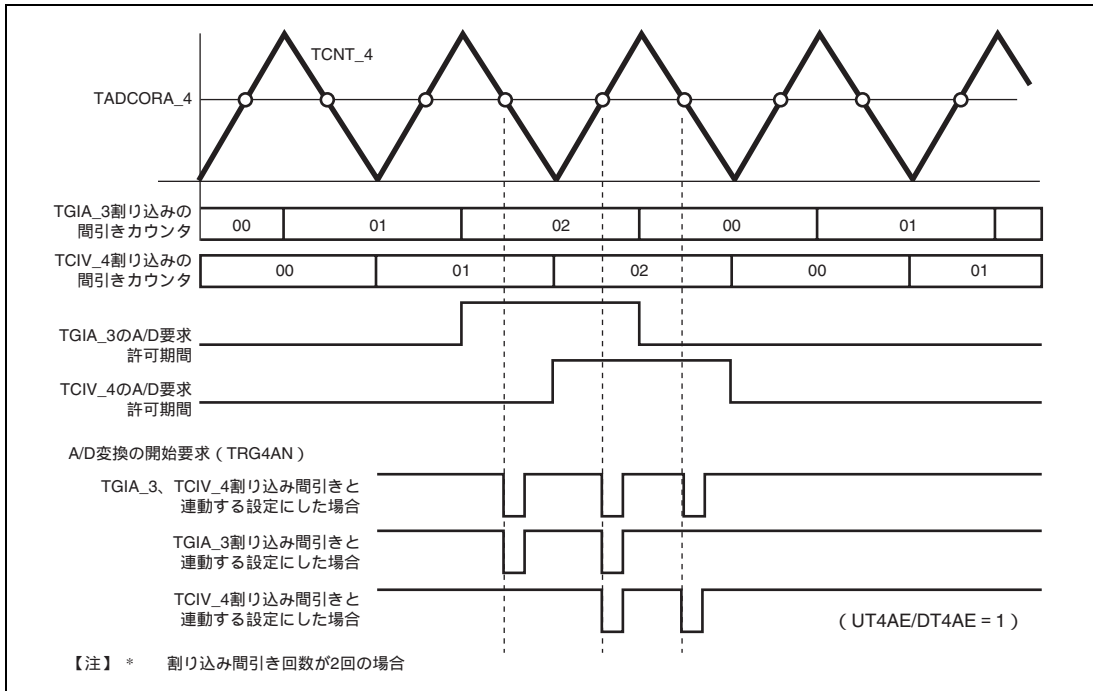 TCNT_4
TADCORA_4
TGIA_3割り込みの
間引きカウンタ
00 01 02 00 01
TCIV_4割り込みの
間引きカウンタ
00 01 02 00 01
TGIA_3のA/D要求
許可期間
TCIV_4のA/D要求
許可期間
A/D変換の開始要求（TRG4AN）
TGIA_3、TCIV_4割り込み間引きと
連動する設定にした場合
TGIA_3割り込み間引きと
連動する設定にした場合
TCIV_4割り込み間引きと
連動する設定にした場合
（UT4AE/DT4AE = 1）
【注】 * 割り込み間引き回数が2回の場合